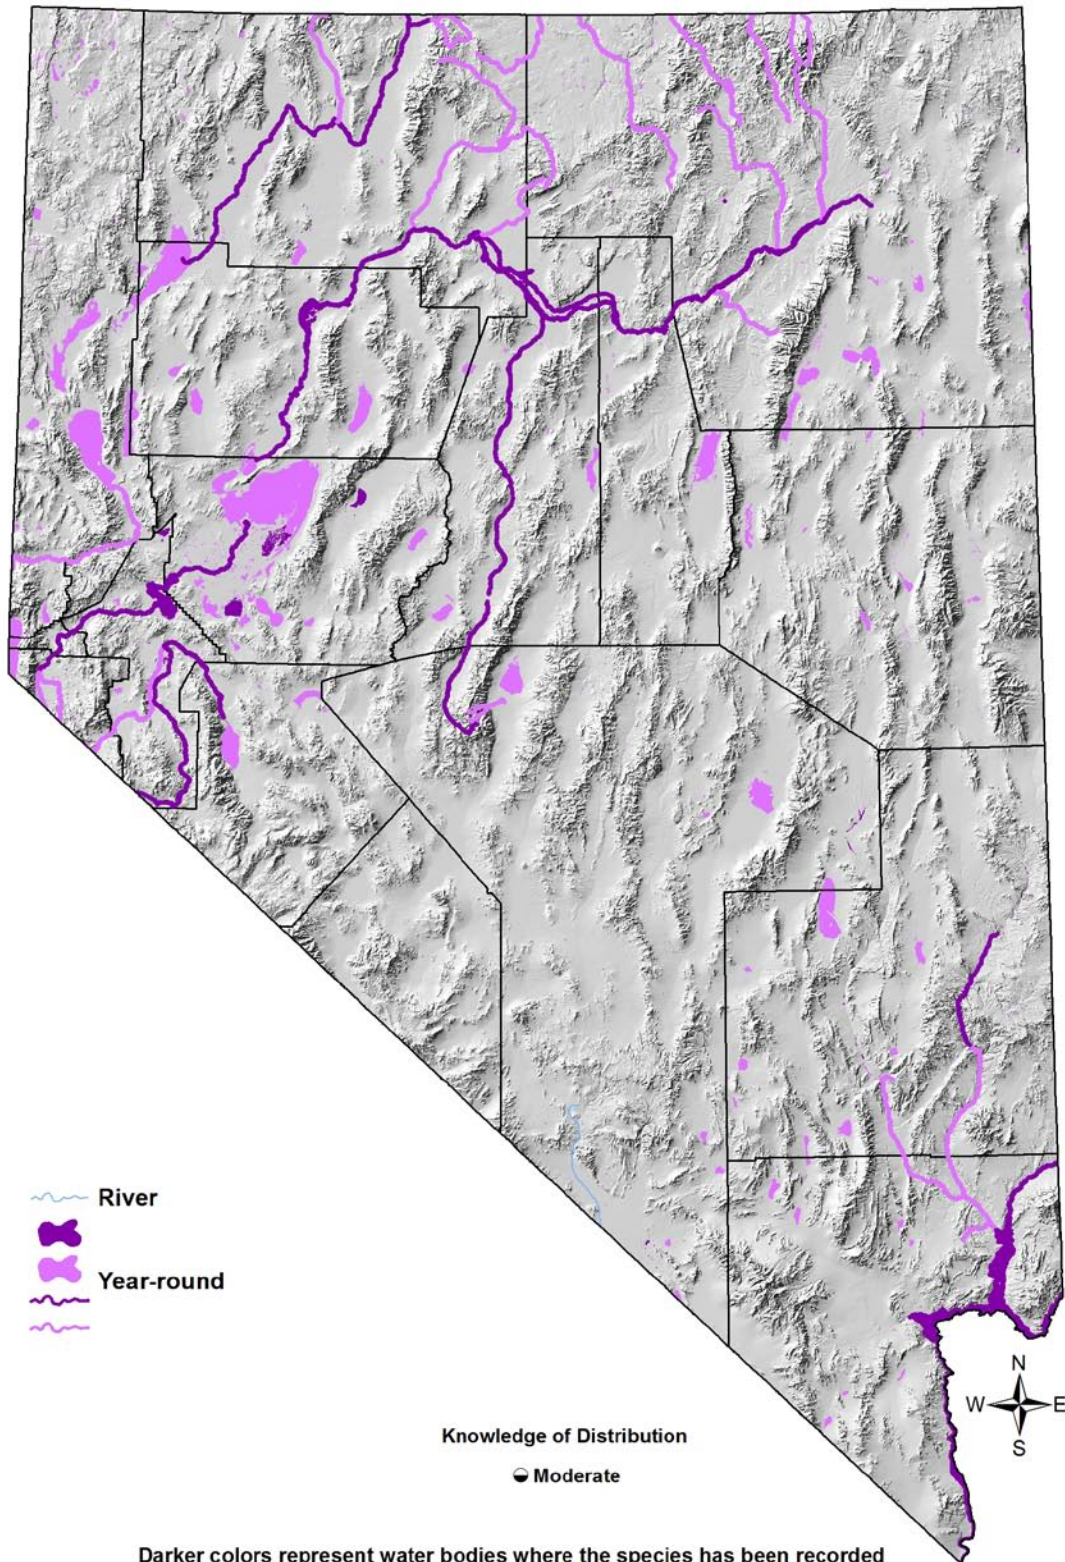 River
Year-round
N
W E
S
Knowledge of Distribution
Moderate
Darker colors represent water bodies where the species has been recorded